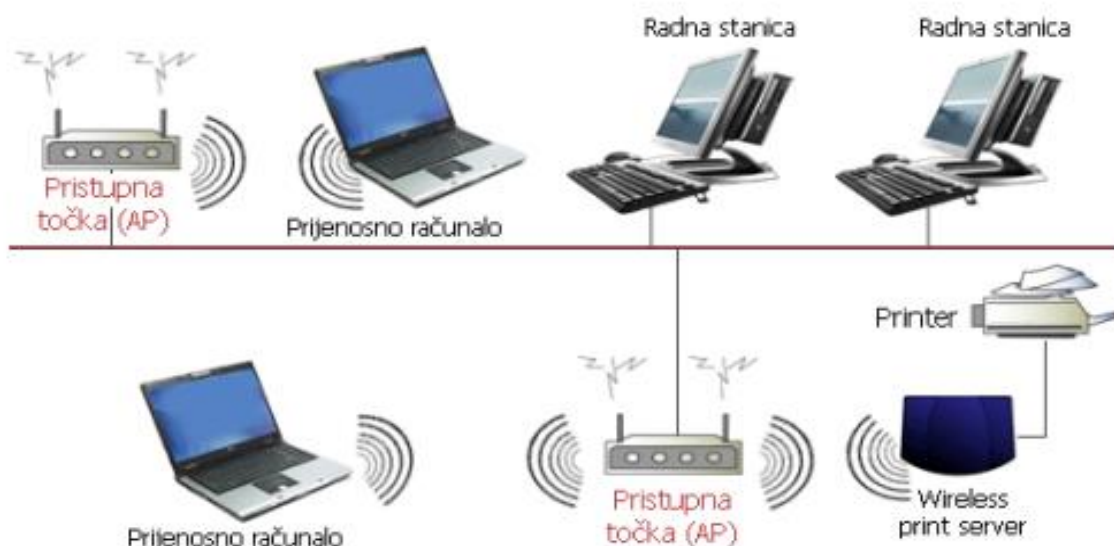 Radna stanica
Radna stanica
Pristupna
točka (AP)
Prijenosno računalo
Printer
Prijenosno računalo
Pristupna
točka (AP)
Wireless
print server